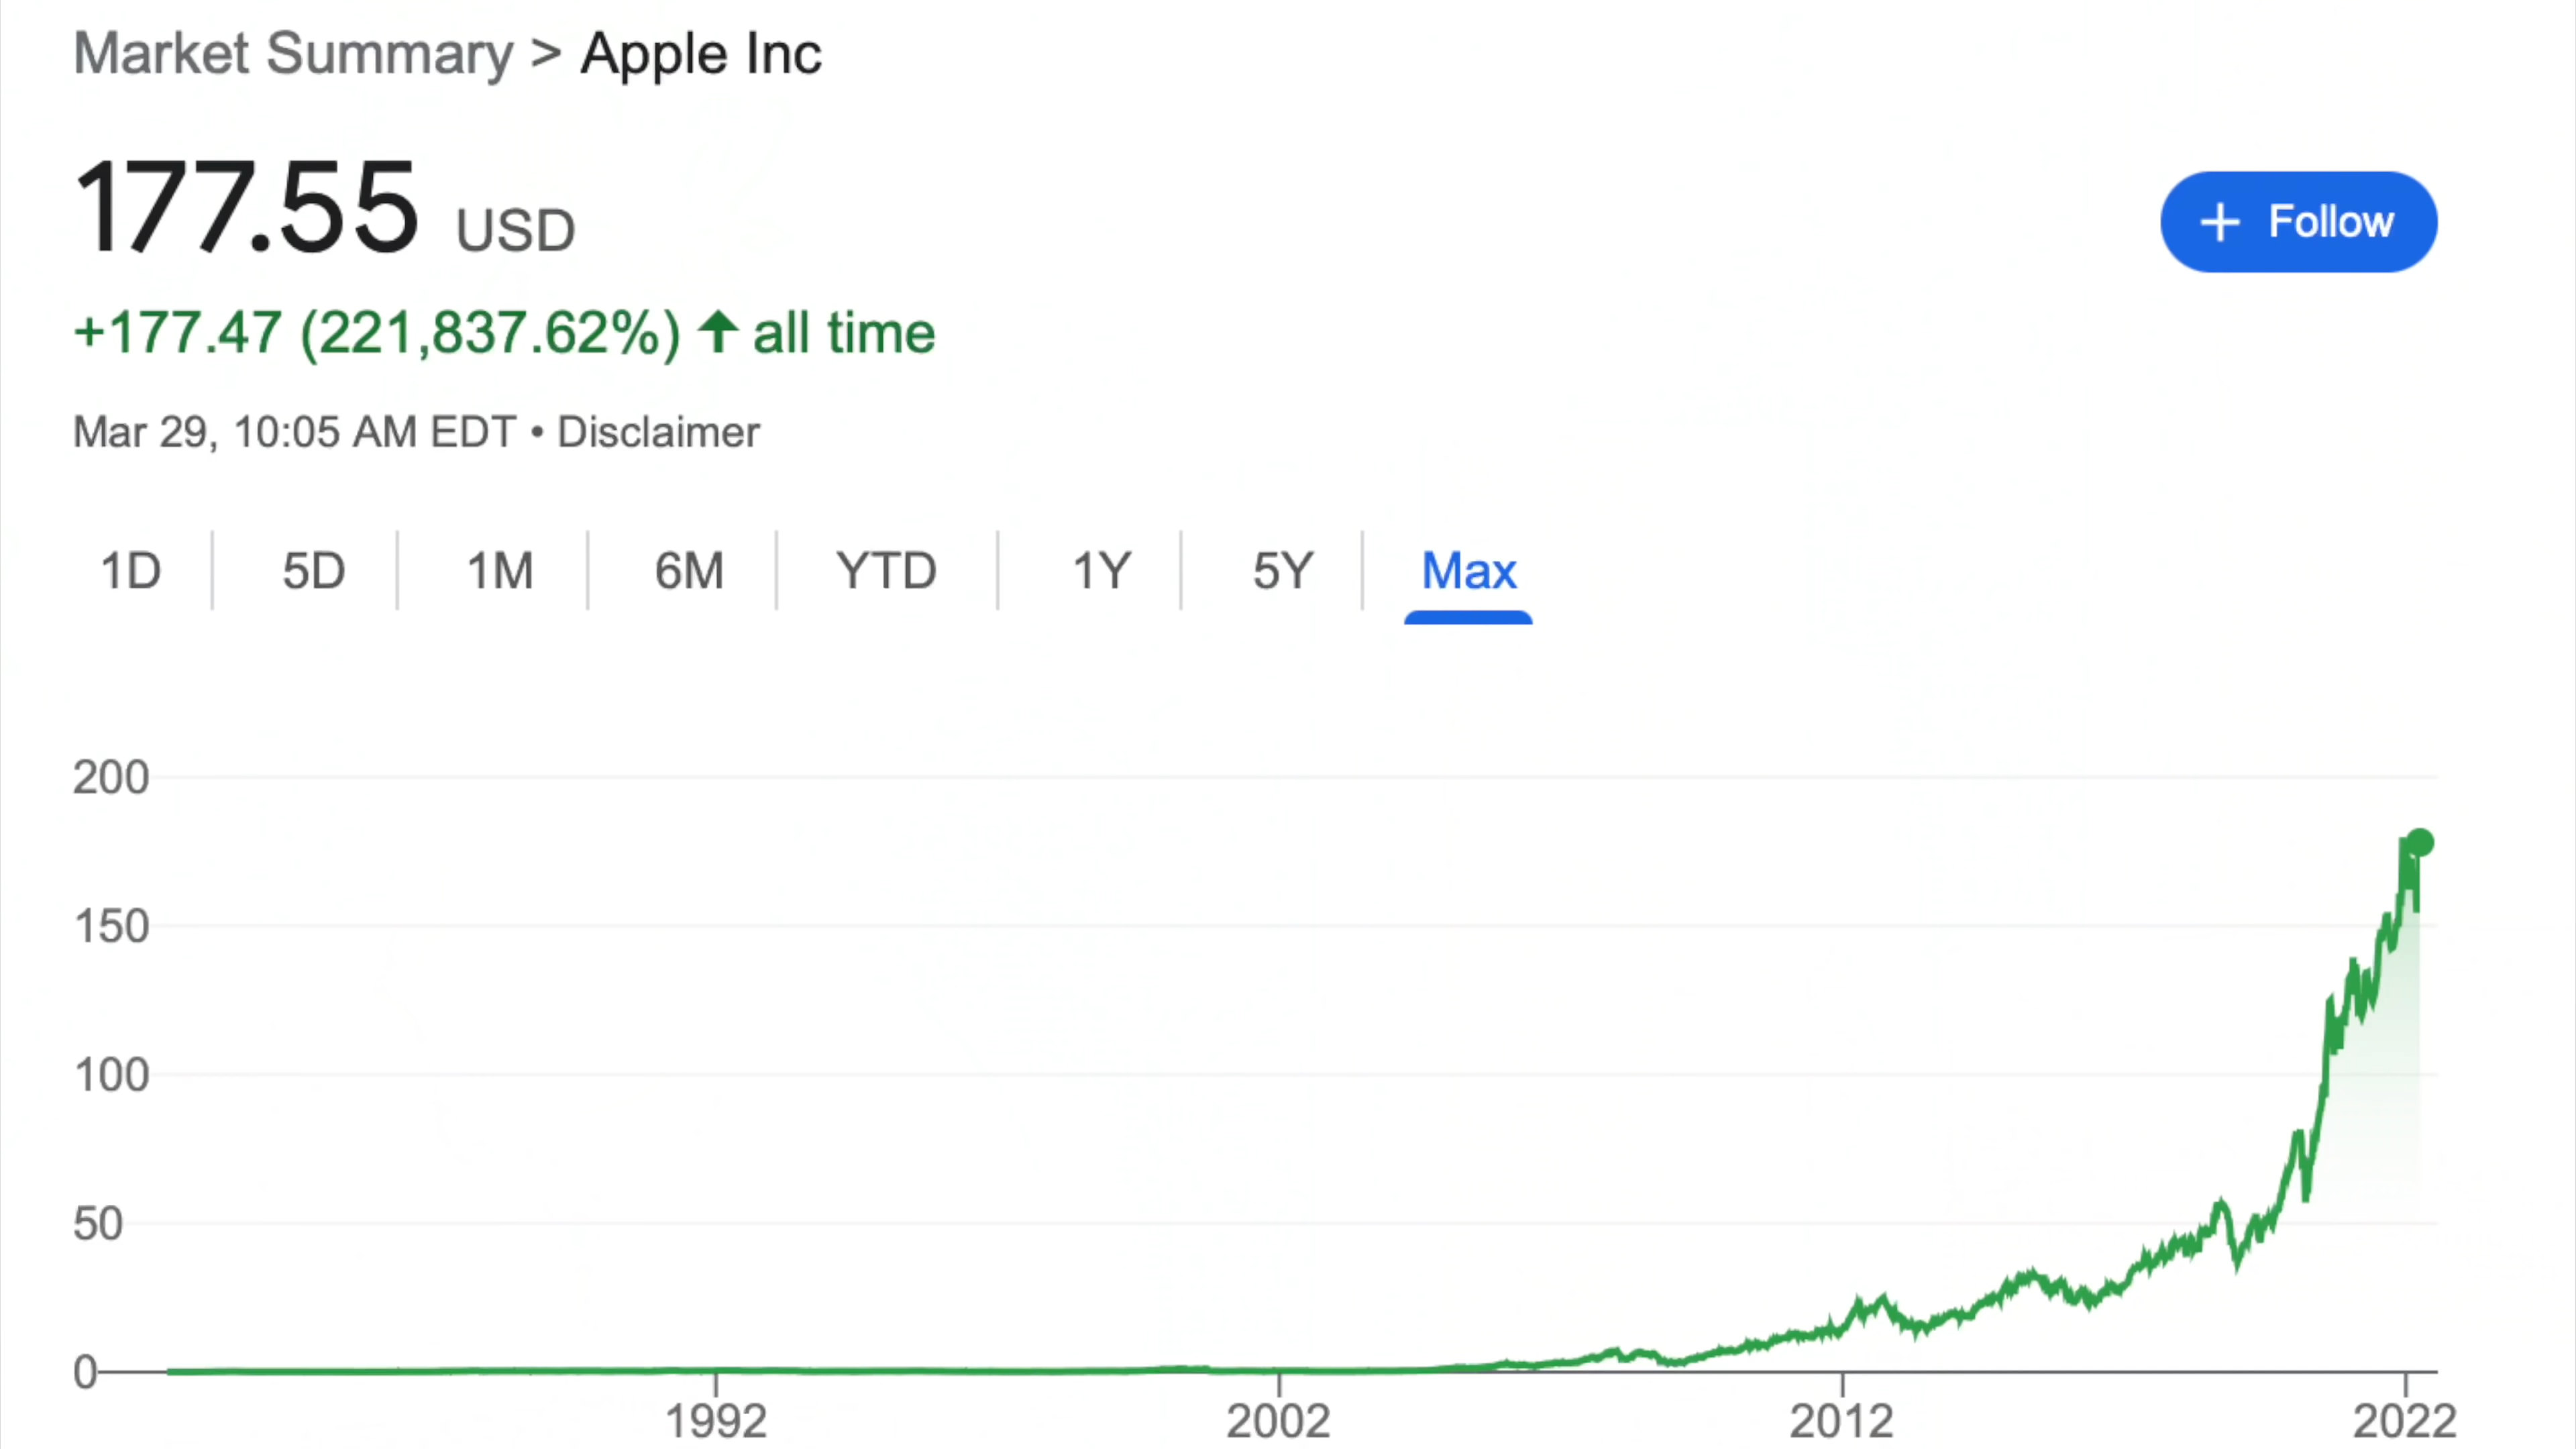 Market Summary > Apple Inc
177.55 USD
+ Follow
+177.47 (221,837.62%) ↑ all time
Mar 29, 10:05 AM EDT • Disclaimer
1D 5D 1M 6M YTD 1Y 5Y Max
200
150
100
50
0
1992 2002 2012 2022